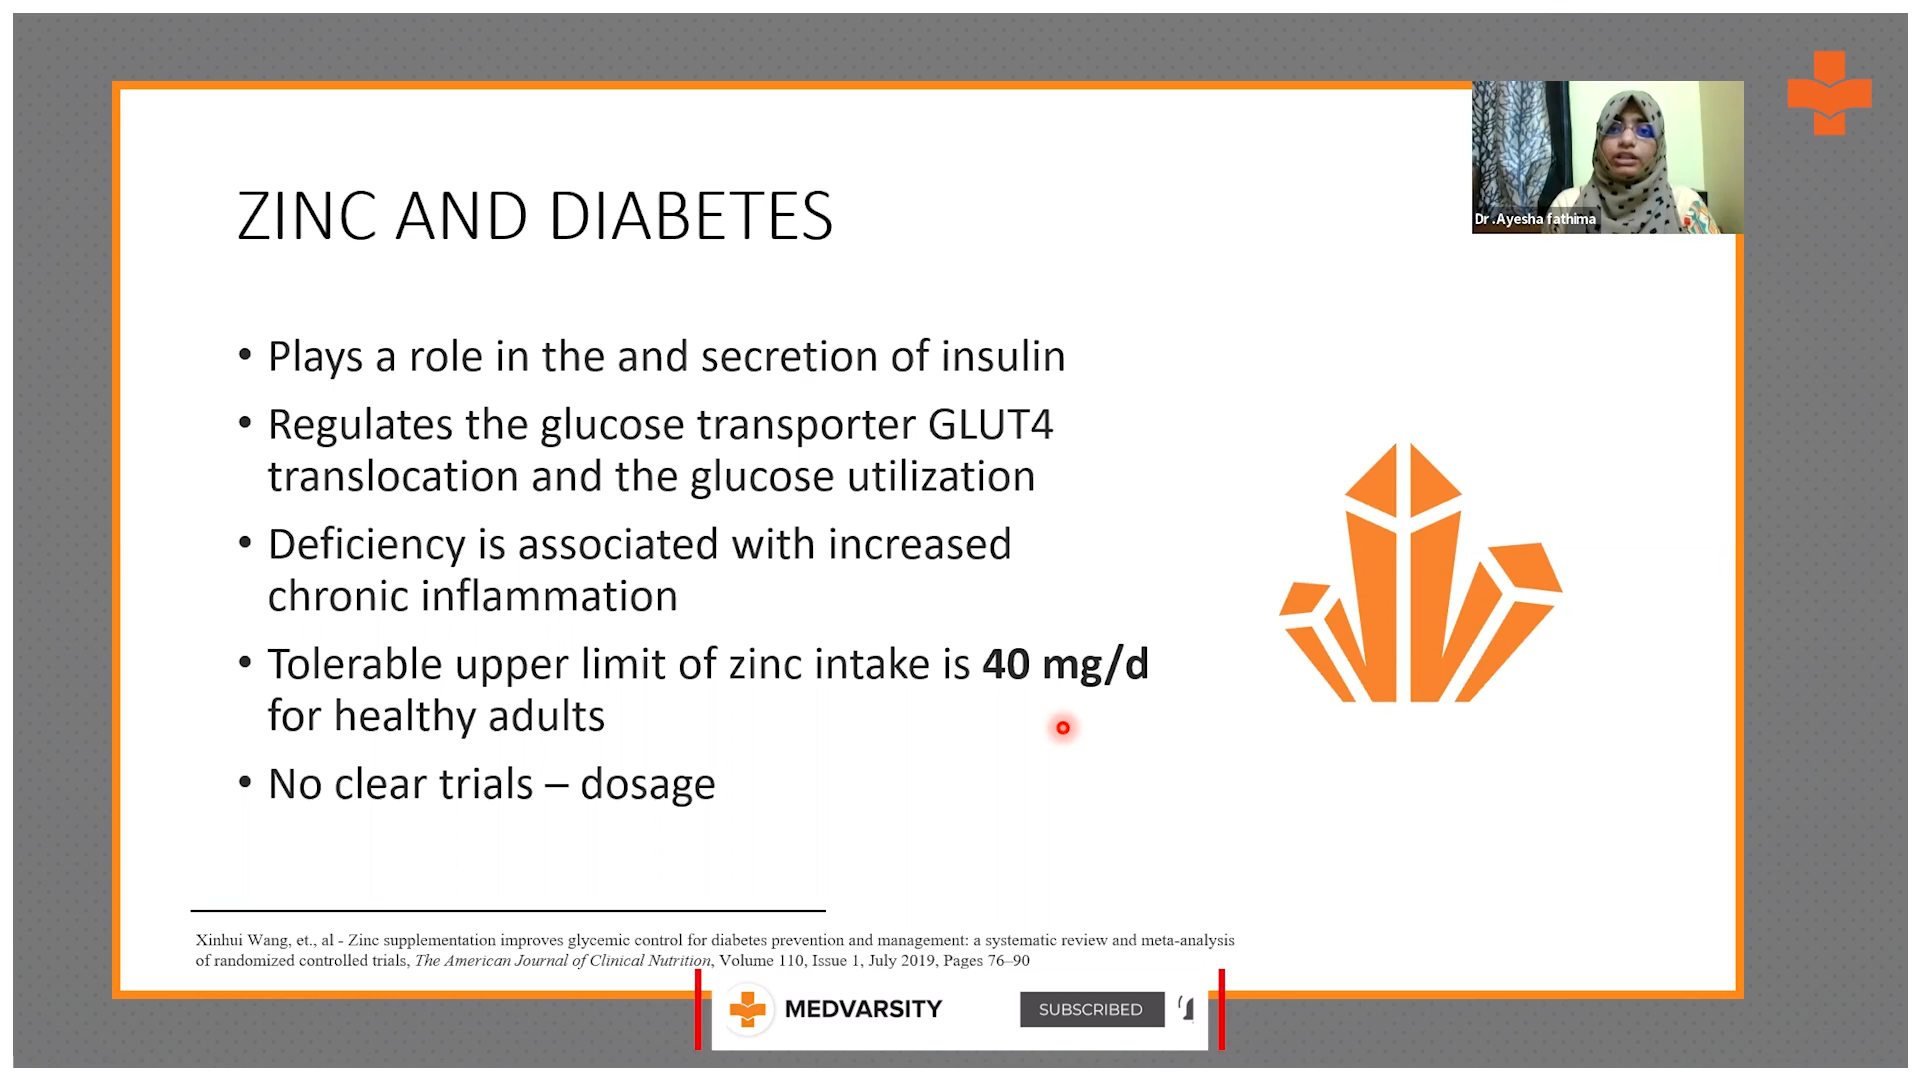 Dr .Ayesha fathima
ZINC AND DIABETES
• Plays a role in the and secretion of insulin
• Regulates the glucose transporter GLUT4
translocation and the glucose utilization
• Deficiency is associated with increased
chronic inflammation
• Tolerable upper limit of zinc intake is 40 mg/d
for healthy adults
• No clear trials – dosage
Xinhui Wang, et., al - Zinc supplementation improves glycemic control for diabetes prevention and management: a systematic review and meta-analysis
of randomized controlled trials, The American Journal of Clinical Nutrition, Volume 110, Issue 1, July 2019, Pages 76–90
MEDVARSITY
SUBSCRIBED